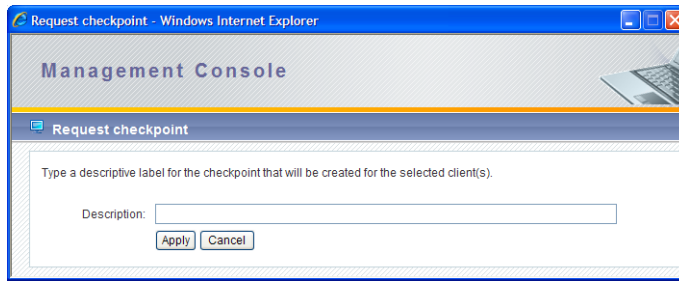 Request checkpoint - Windows Internet Explorer
Management Console
Request checkpoint
Type a descriptive label for the checkpoint that will be created for the selected client(s).
Description:
Apply Cancel